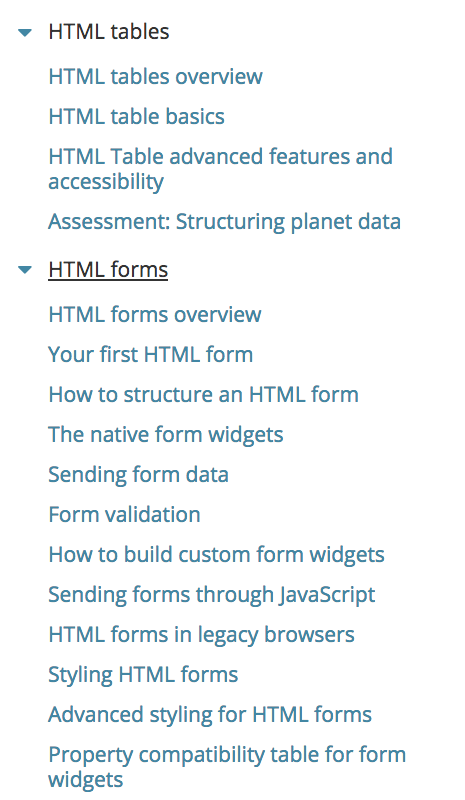 HTML tables
HTML tables overview
HTML table basics
HTML Table advanced features and
accessibility
Assessment: Structuring planet data
HTML forms
HTML forms overview
Your first HTML form
How to structure an HTML form
The native form widgets
Sending form data
Form validation
How to build custom form widgets
Sending forms through JavaScript
HTML forms in legacy browsers
Styling HTML forms
Advanced styling for HTML forms
Property compatibility table for form
widgets